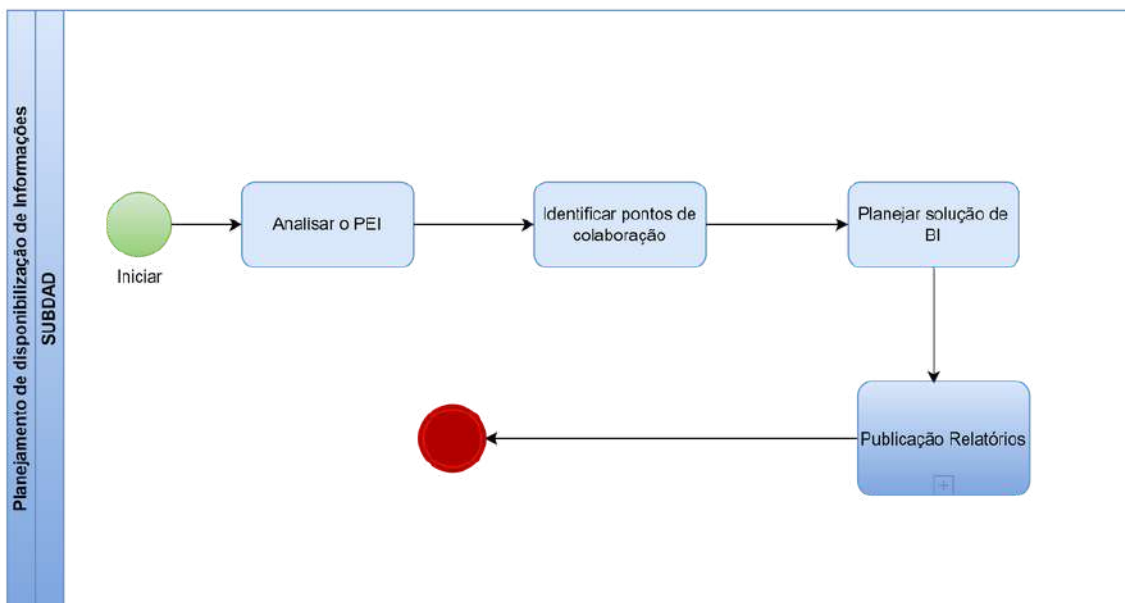 Planejamento de disponibilização de Informações
SUBDAD
Iniciar
Analisar o PEI
Identificar pontos de
colaboração
Planejar solução de
BI
Publicação Relatórios